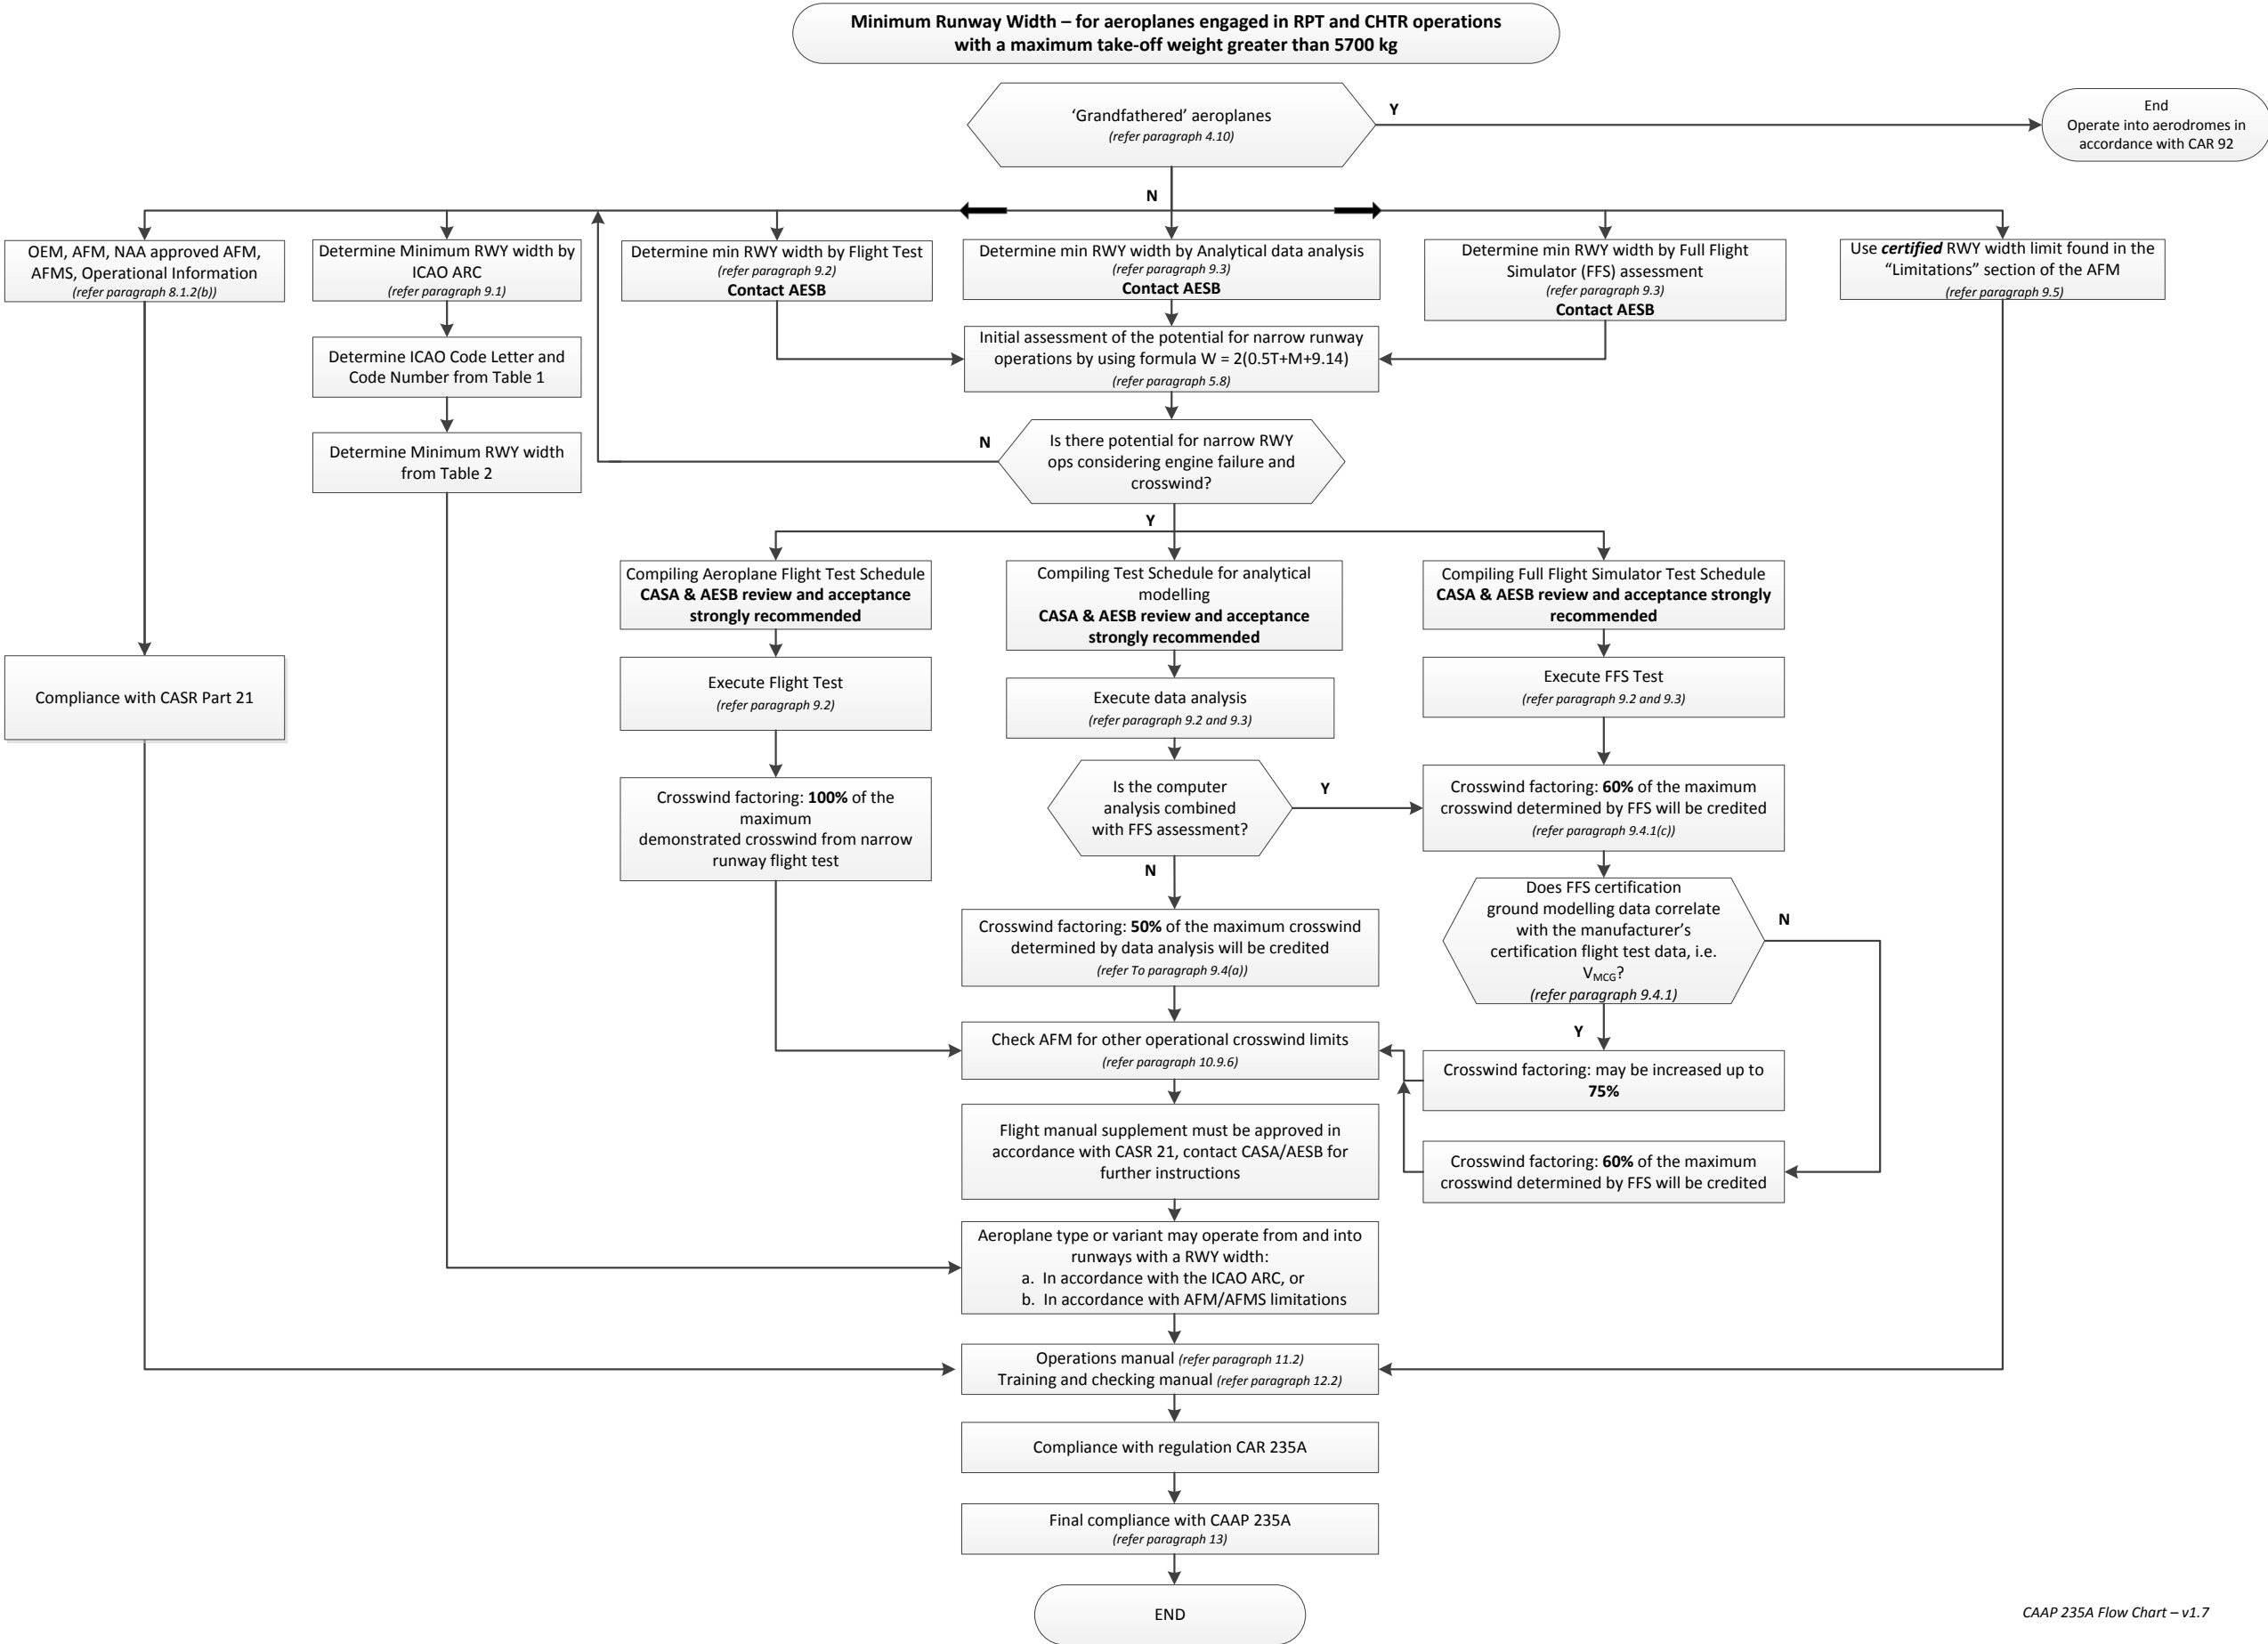 Minimum Runway Width – for aeroplanes engaged in RPT and CHTR operations
with a maximum take-off weight greater than 5700 kg
‘Grandfathered’ aeroplanes
(refer paragraph 4.10)
Y
End
Operate into aerodromes in
accordance with CAR 92
N
OEM, AFM, NAA approved AFM,
AFMS, Operational Information
(refer paragraph 8.1.2(b))
Determine Minimum RWY width by
ICAO ARC
(refer paragraph 9.1)
Determine min RWY width by Flight Test
(refer paragraph 9.2)
Contact AESB
Determine min RWY width by Analytical data analysis
(refer paragraph 9.3)
Contact AESB
Determine min RWY width by Full Flight
Simulator (FFS) assessment
(refer paragraph 9.3)
Contact AESB
Use certified RWY width limit found in the
“Limitations” section of the AFM
(refer paragraph 9.5)
Determine ICAO Code Letter and
Code Number from Table 1
Initial assessment of the potential for narrow runway
operations by using formula W = 2(0.5T+M+9.14)
(refer paragraph 5.8)
Determine Minimum RWY width
from Table 2
N
Is there potential for narrow RWY
ops considering engine failure and
crosswind?
Y
Compiling Aeroplane Flight Test Schedule
CASA & AESB review and acceptance
strongly recommended
Compiling Test Schedule for analytical
modelling
CASA & AESB review and acceptance
strongly recommended
Compiling Full Flight Simulator Test Schedule
CASA & AESB review and acceptance strongly
recommended
Compliance with CASR Part 21
Execute Flight Test
(refer paragraph 9.2)
Execute data analysis
(refer paragraph 9.2 and 9.3)
Execute FFS Test
(refer paragraph 9.2 and 9.3)
Crosswind factoring: 100% of the
maximum
demonstrated crosswind from narrow
runway flight test
Is the computer
analysis combined
with FFS assessment?
Y
Crosswind factoring: 60% of the maximum
crosswind determined by FFS will be credited
(refer paragraph 9.4.1(c))
N
Crosswind factoring: 50% of the maximum crosswind
determined by data analysis will be credited
(refer To paragraph 9.4(a))
Does FFS certification
ground modelling data correlate
with the manufacturer’s
certification flight test data, i.e.
VMCG?
(refer paragraph 9.4.1)
N
Y
Check AFM for other operational crosswind limits
(refer paragraph 10.9.6)
Crosswind factoring: may be increased up to
75%
Flight manual supplement must be approved in
accordance with CASR 21, contact CASA/AESB for
further instructions
Crosswind factoring: 60% of the maximum
crosswind determined by FFS will be credited
Aeroplane type or variant may operate from and into
runways with a RWY width:
a. In accordance with the ICAO ARC, or
b. In accordance with AFM/AFMS limitations
Operations manual (refer paragraph 11.2)
Training and checking manual (refer paragraph 12.2)
Compliance with regulation CAR 235A
Final compliance with CAAP 235A
(refer paragraph 13)
END
CAAP 235A Flow Chart – v1.7